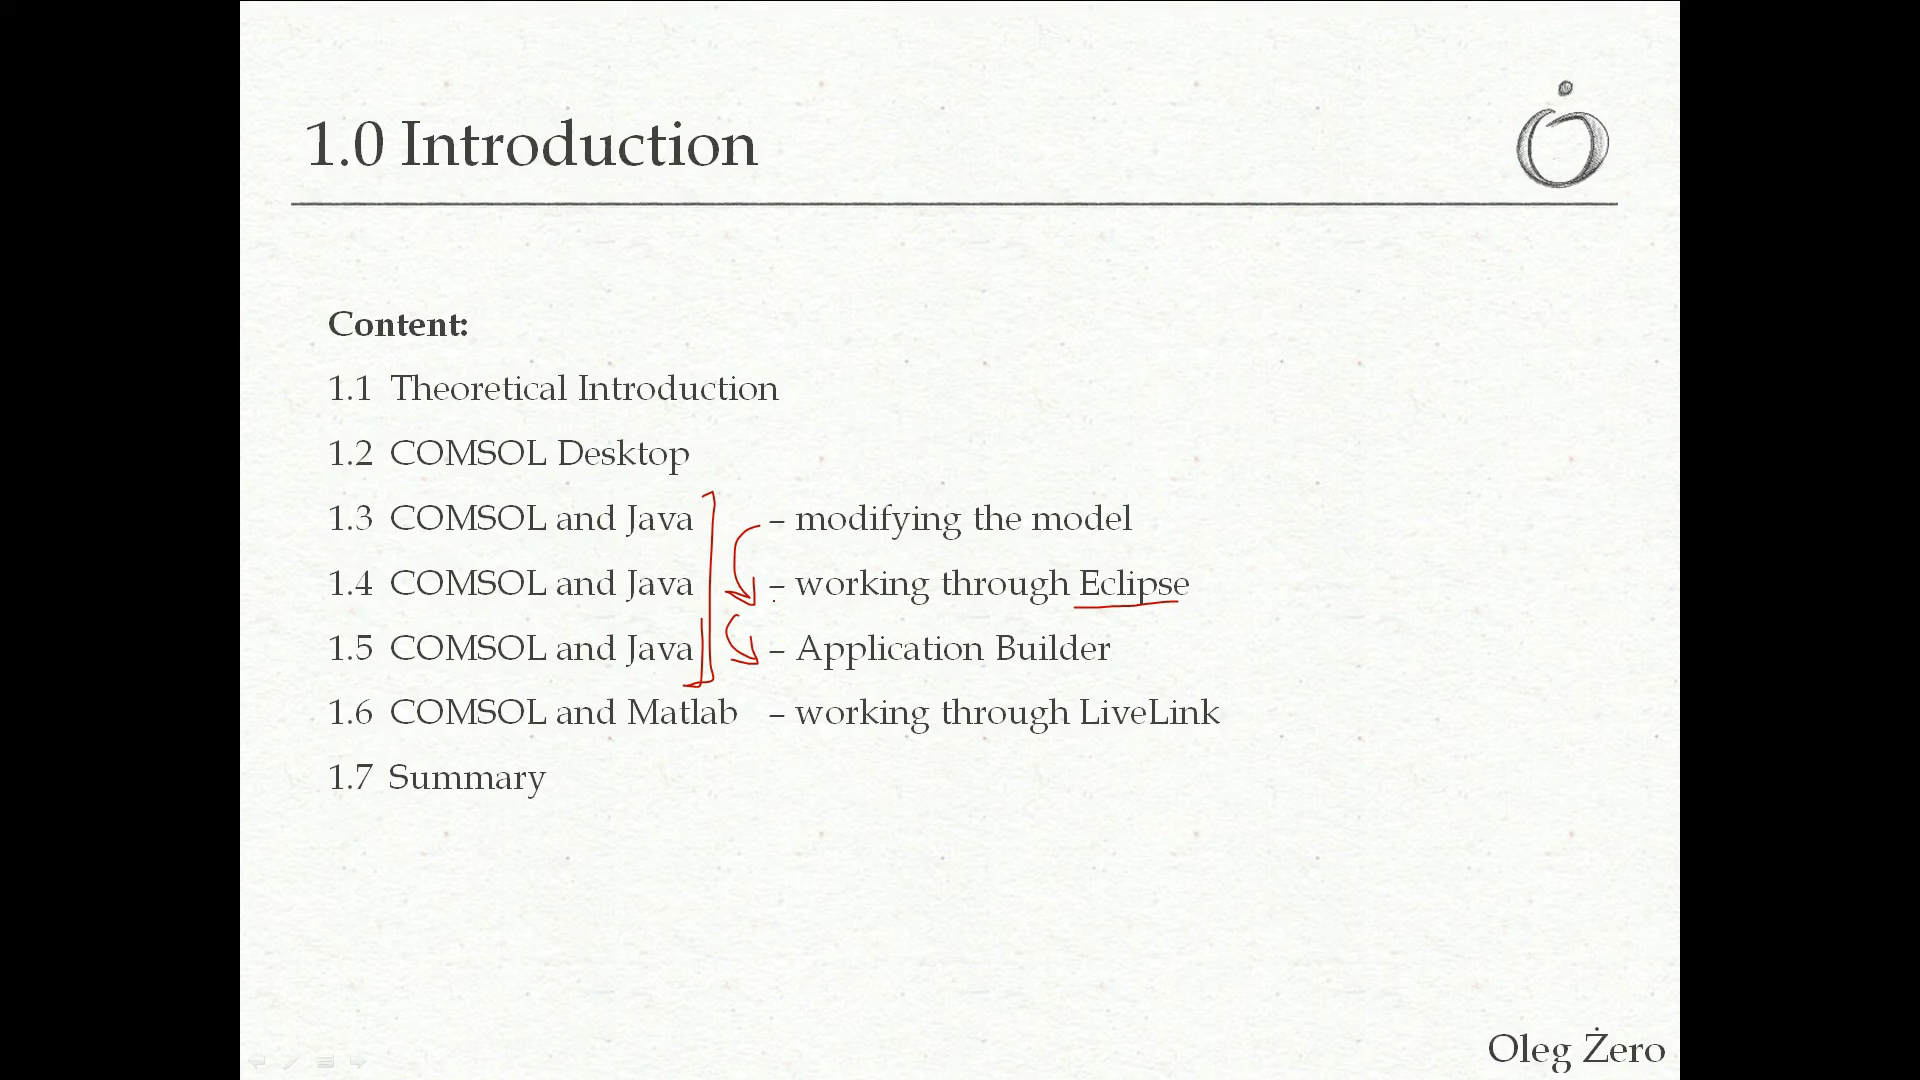 1.0 Introduction
Content:
1.1 Theoretical Introduction
1.2 COMSOL Desktop
1.3 COMSOL and Java – modifying the model
1.4 COMSOL and Java – working through Eclipse
1.5 COMSOL and Java – Application Builder
1.6 COMSOL and Matlab – working through LiveLink
1.7 Summary
Oleg Żero